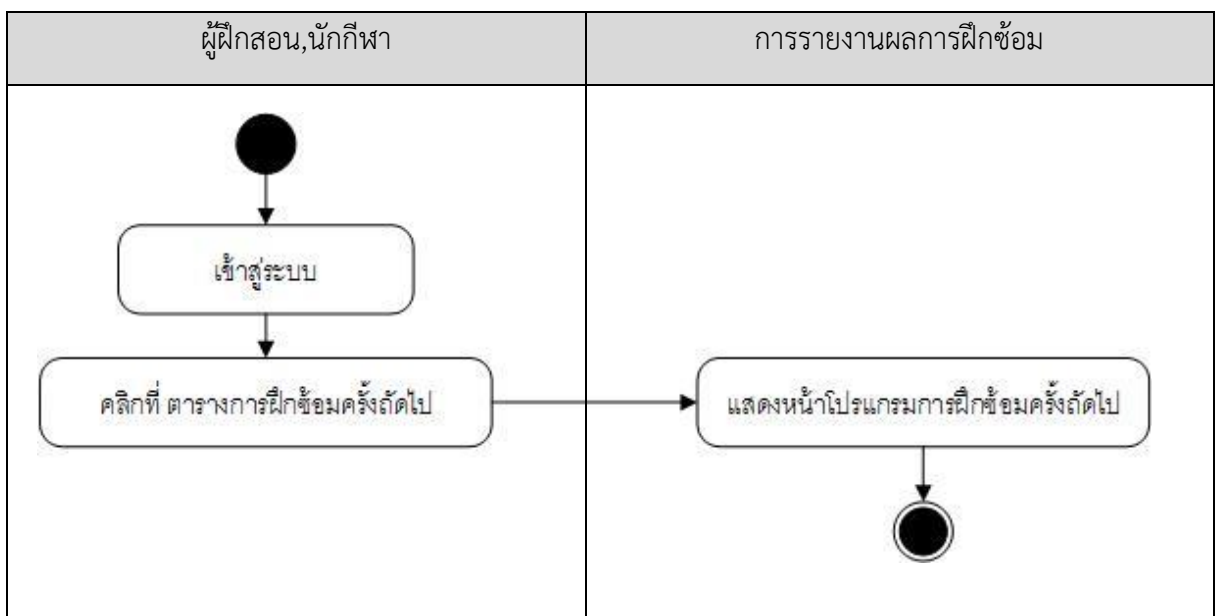 ผู้ฝึกสอน,นักกีฬา
การรายงานผลการฝึกซ้อม
เข้าสู่ระบบ
คลิกที่ ตารางการฝึกซ้อมครั้งถัดไป
แสดงหน้าโปรแกรมการฝึกซ้อมครั้งถัดไป